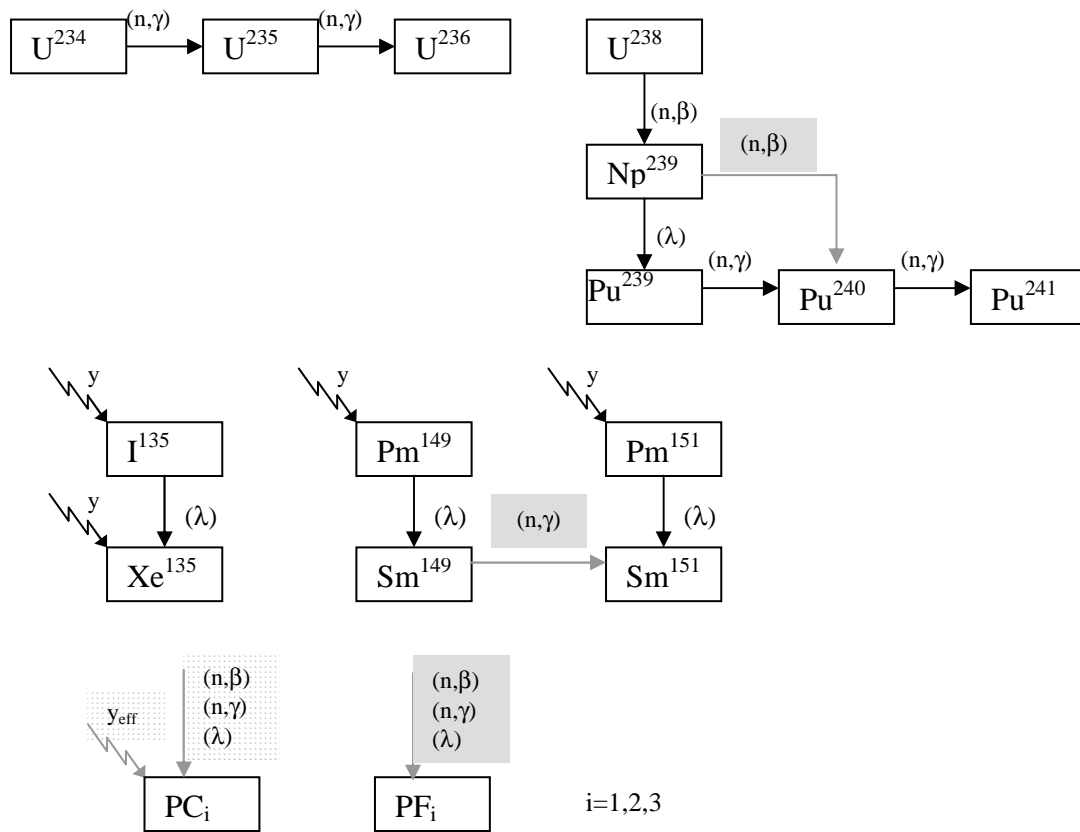 (n,γ) (n,γ)
U²³⁴ U²³⁵ U²³⁶ U²³⁸
(n,β)
(n,β)
Np²³⁹
(λ)
(n,γ) (n,γ)
Pu²³⁹ Pu²⁴⁰ Pu²⁴¹
y y y
I¹³⁵ Pm¹⁴⁹ Pm¹⁵¹
y (λ) (λ) (n,γ) (λ)
Xe¹³⁵ Sm¹⁴⁹ Sm¹⁵¹
(n,β) (n,β)
(n,γ) (n,γ)
y_eff (λ) (λ)
PCᵢ PFᵢ i=1,2,3